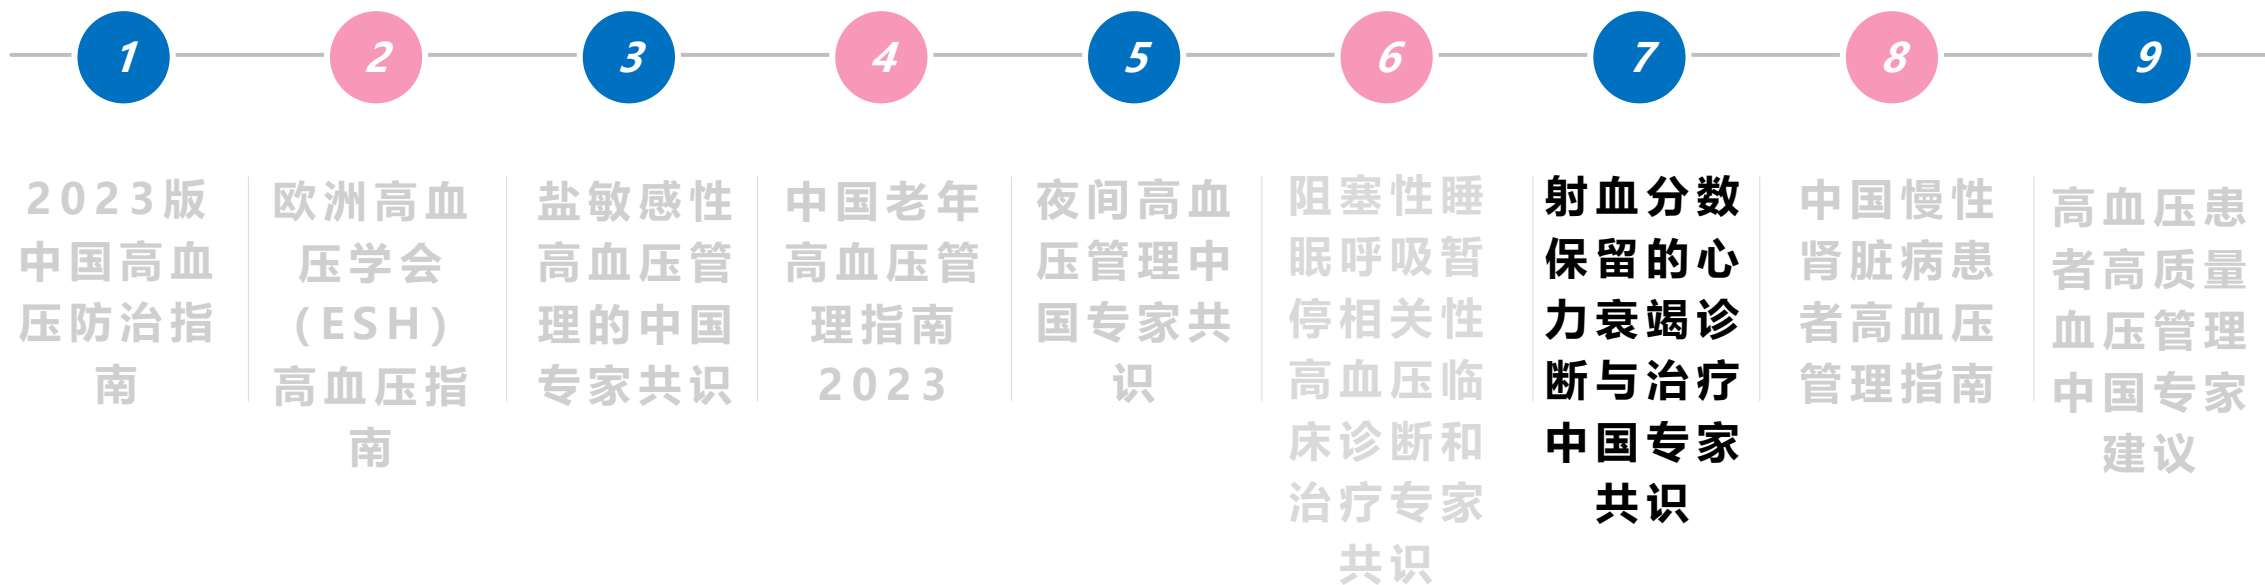 1
2
3
4
5
6
7
8
9
2023版
中国高血
压防治指
南
欧洲高血
压学会
（ESH）
高血压指
南
盐敏感性
高血压管
理的中国
专家共识
中国老年
高血压管
理指南
2023
夜间高血
压管理中
国专家共
识
阻塞性睡
眠呼吸暂
停相关性
高血压临
床诊断和
治疗专家
共识
射血分数
保留的心
力衰竭诊
断与治疗
中国专家
共识
中国慢性
肾脏病患
者高血压
管理指南
高血压患
者高质量
血压管理
中国专家
建议